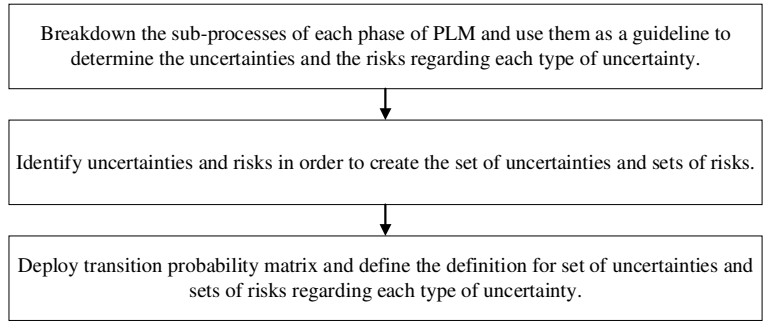 Breakdown the sub-processes of each phase of PLM and use them as a guideline to
determine the uncertainties and the risks regarding each type of uncertainty.
Identify uncertainties and risks in order to create the set of uncertainties and sets of risks.
Deploy transition probability matrix and define the definition for set of uncertainties and
sets of risks regarding each type of uncertainty.